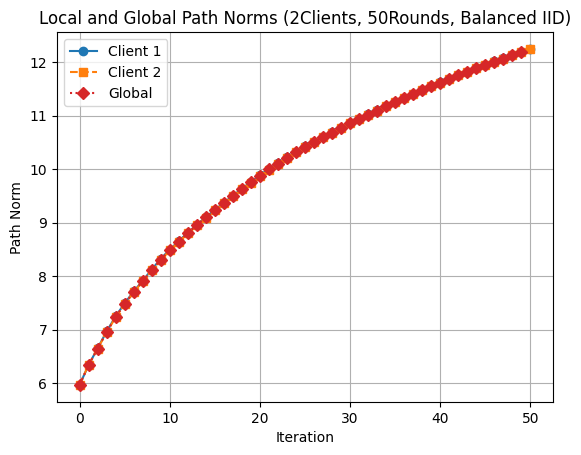 Local and Global Path Norms (2Clients, 50Rounds, Balanced IID)
Client 1
Client 2
Global
Path Norm
12
11
10
9
8
7
6
0
10
20
30
40
50
Iteration